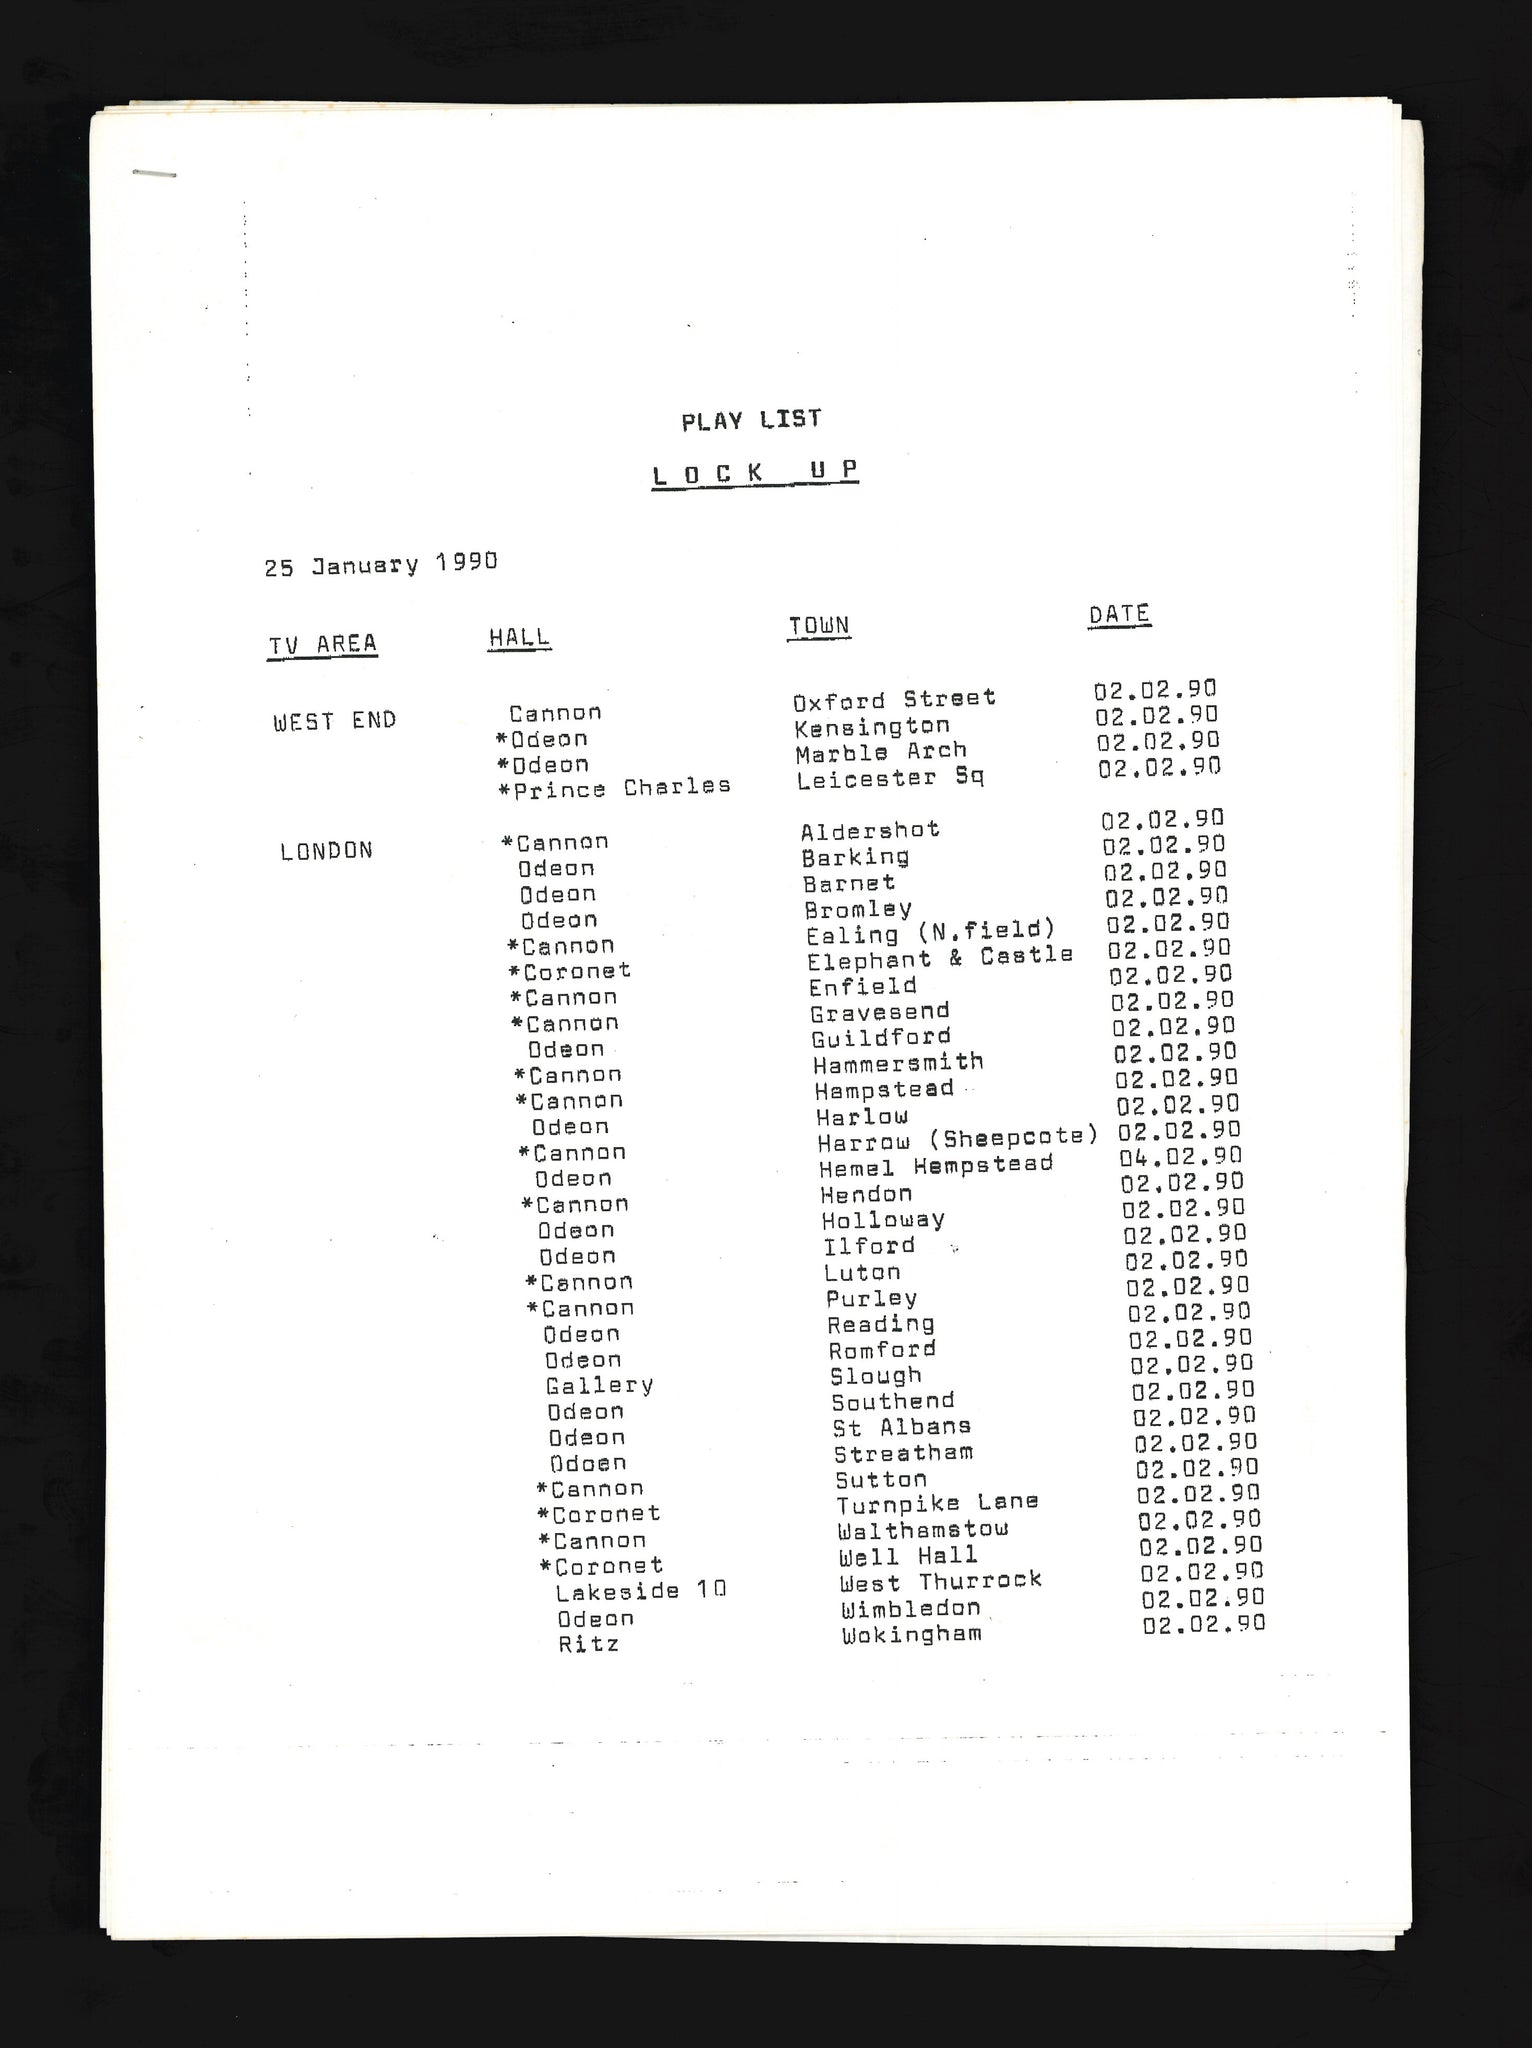 PLAY LIST
LOCK UP
25 January 1990
TV AREA HALL TOWN DATE
WEST END Cannon Oxford Street 02.02.90
*Odeon Kensington 02.02.90
*Odeon Marble Arch 02.02.90
*Prince Charles Leicester Sq 02.02.90
LONDON *Cannon Aldershot 02.02.90
Odeon Barking 02.02.90
Odeon Barnet 02.02.90
Odeon Bromley 02.02.90
*Cannon Ealing (N.field) 02.02.90
*Coronet Elephant & Castle 02.02.90
*Cannon Enfield 02.02.90
*Cannon Gravesend 02.02.90
Odeon Guildford 02.02.90
*Cannon Hammersmith 02.02.90
*Cannon Hampstead 02.02.90
Odeon Harlow 02.02.90
*Cannon Harrow (Sheepcote) 02.02.90
Odeon Hemel Hempstead 04.02.90
*Cannon Hendon 02.02.90
Odeon Holloway 02.02.90
Odeon Ilford 02.02.90
*Cannon Luton 02.02.90
*Cannon Purley 02.02.90
Odeon Reading 02.02.90
Odeon Romford 02.02.90
Gallery Slough 02.02.90
Odeon Southend 02.02.90
Odeon St Albans 02.02.90
Odoen Streatham 02.02.90
*Cannon Sutton 02.02.90
*Coronet Turnpike Lane 02.02.90
*Cannon Walthamstow 02.02.90
*Coronet Well Hall 02.02.90
Lakeside 10 West Thurrock 02.02.90
Odeon Wimbledon 02.02.90
Ritz Wokingham 02.02.90